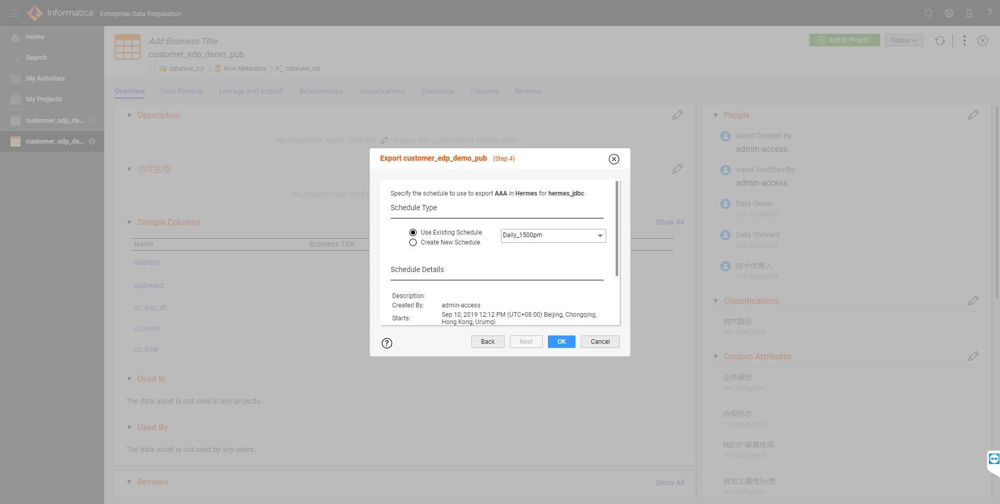 Informatica Enterprise Data Preparation
Home
Search
My Activities
My Projects
customer_edp_de...
customer_edp_de...
Add Business Title
customer_edp_demo_pub
datalake_cdr Hive Metastore datalake_cdr
Add to Project Follow
Overview Data Preview Lineage and Impact Relationships Visualizations Questions Columns Reviews
Description
No description found. Click the " " icon to add a description for this asset.
中文名称
No details found. Click t
Sample Columns Show All
Name Business Title
address
address2
cc_exp_dt
cc_num
cc_type
Used In
The data asset is not used in any projects.
Used By
The data asset is not used by any users.
Reviews Show All
Export customer_edp_demo_pub (Step 4)
Specify the schedule to use to export AAA in Hermes for hermes_jdbc.
Schedule Type
Use Existing Schedule Daily_1500pm
Create New Schedule
Schedule Details
Description:
Created By: admin-access
Starts: Sep 10, 2019 12:12 PM (UTC+08:00) Beijing, Chongqing,
Hong Kong, Urumqi
? Back Next OK Cancel
People
Asset Created By
admin-access
Asset Modified By
admin-access
Data Owner
not assigned
Data Steward
not assigned
技术负责人
not assigned
Classifications
资产路径
not assigned
Custom Attributes
业务描述
not assigned
合规标志
not assigned
我的扩展属性项
not assigned
自定义属性for表
not assigned